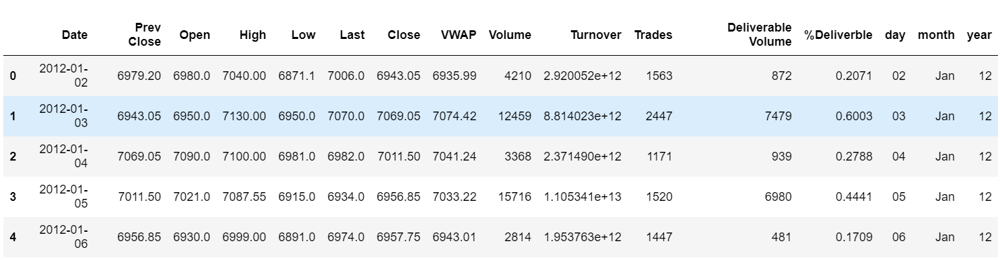 Date Prev Close Open High Low Last Close VWAP Volume Turnover Trades Deliverable Volume %Deliverble day month year
0 2012-01-02 6979.20 6980.0 7040.00 6871.1 7006.0 6943.05 6935.99 4210 2.920052e+12 1563 872 0.2071 02 Jan 12
1 2012-01-03 6943.05 6950.0 7130.00 6950.0 7070.0 7069.05 7074.42 12459 8.814023e+12 2447 7479 0.6003 03 Jan 12
2 2012-01-04 7069.05 7090.0 7100.00 6981.0 6982.0 7011.50 7041.24 3368 2.371490e+12 1171 939 0.2788 04 Jan 12
3 2012-01-05 7011.50 7021.0 7087.55 6915.0 6934.0 6956.85 7033.22 15716 1.105341e+13 1520 6980 0.4441 05 Jan 12
4 2012-01-06 6956.85 6930.0 6999.00 6891.0 6974.0 6957.75 6943.01 2814 1.953763e+12 1447 481 0.1709 06 Jan 12